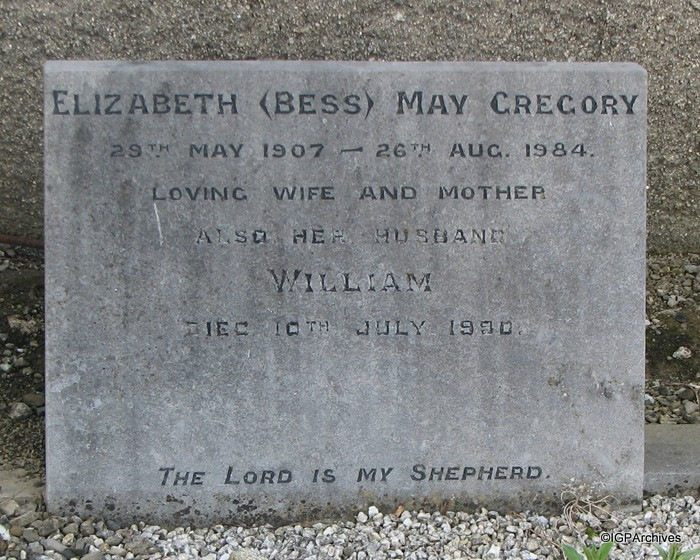 ELIZABETH (BESS) MAY GREGORY
29TH MAY 1907 — 26TH AUG. 1984.
LOVING WIFE AND MOTHER
ALSO HER HUSBAND
WILLIAM
DIED 10TH JULY 1990.
THE LORD IS MY SHEPHERD.
©IGPArchives